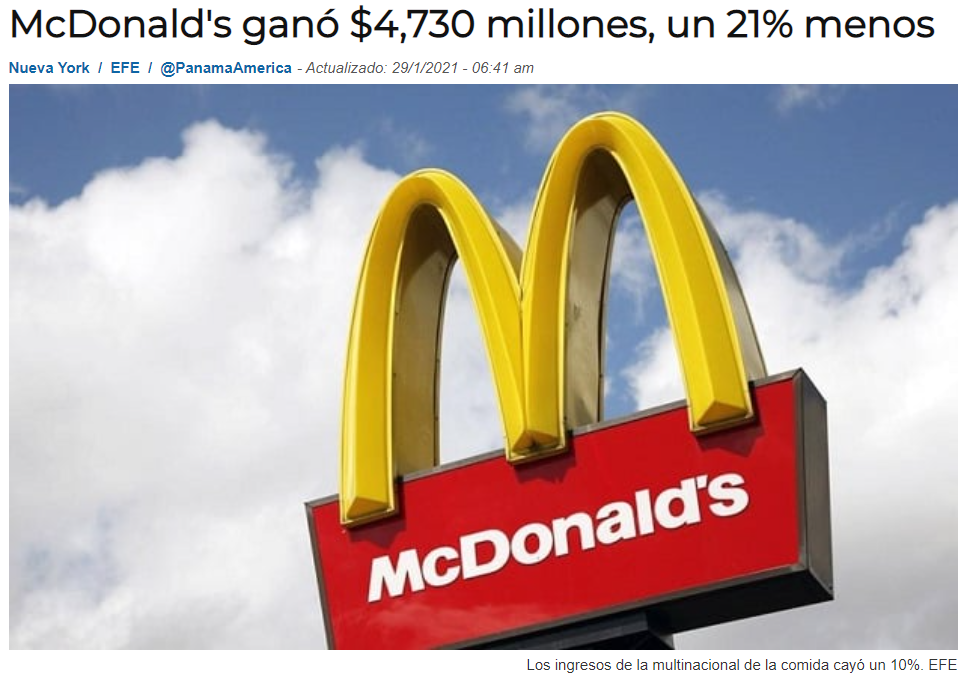 McDonald's ganó $4,730 millones, un 21% menos
Nueva York / EFE / @PanamaAmerica - Actualizado: 29/1/2021 - 06:41 am
McDonald's
Los ingresos de la multinacional de la comida cayó un 10%. EFE